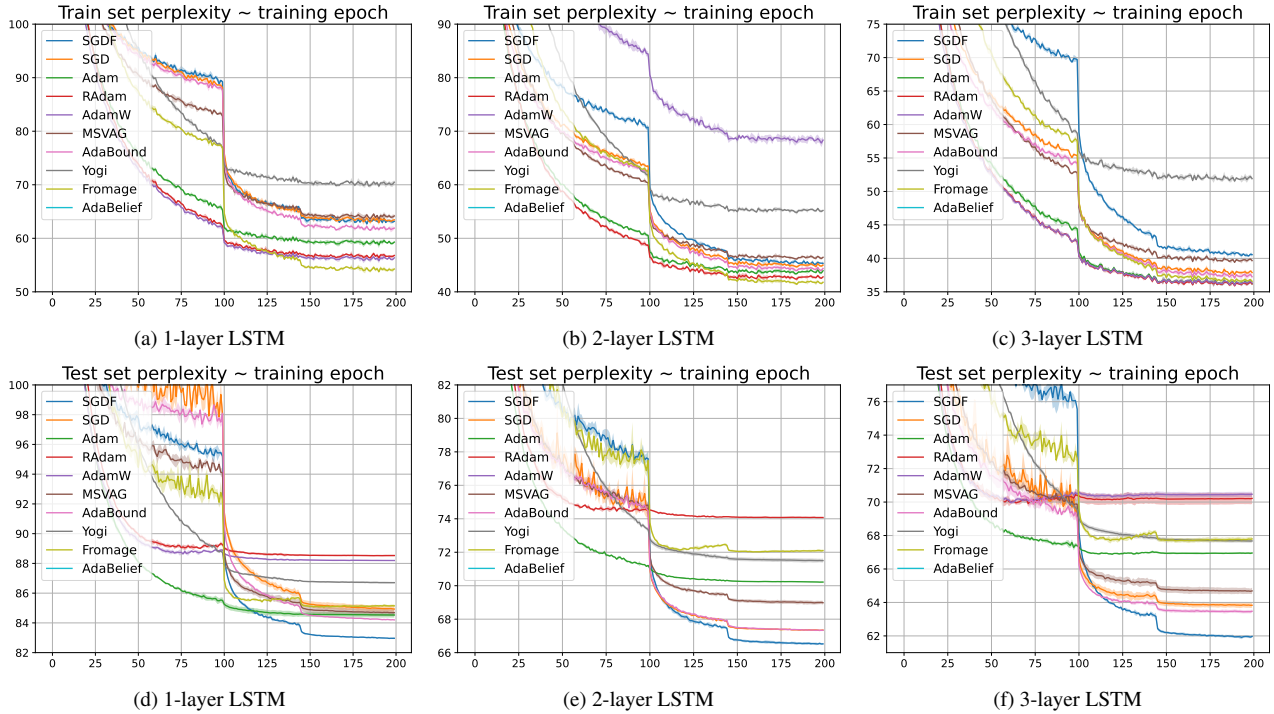 Train set perplexity ~ training epoch
100
90
80
70
60
50
0 25 50 75 100 125 150 175 200
SGDF
SGD
Adam
RAdam
AdamW
MSVAG
AdaBound
Yogi
Fromage
AdaBelief
(a) 1-layer LSTM
Train set perplexity ~ training epoch
90
80
70
60
50
40
0 25 50 75 100 125 150 175 200
SGDF
SGD
Adam
RAdam
AdamW
MSVAG
AdaBound
Yogi
Fromage
AdaBelief
(b) 2-layer LSTM
Train set perplexity ~ training epoch
75
70
65
60
55
50
45
40
35
0 25 50 75 100 125 150 175 200
SGDF
SGD
Adam
RAdam
AdamW
MSVAG
AdaBound
Yogi
Fromage
AdaBelief
(c) 3-layer LSTM
Test set perplexity ~ training epoch
100
98
96
94
92
90
88
86
84
82
0 25 50 75 100 125 150 175 200
SGDF
SGD
Adam
RAdam
AdamW
MSVAG
AdaBound
Yogi
Fromage
AdaBelief
(d) 1-layer LSTM
Test set perplexity ~ training epoch
82
80
78
76
74
72
70
68
66
0 25 50 75 100 125 150 175 200
SGDF
SGD
Adam
RAdam
AdamW
MSVAG
AdaBound
Yogi
Fromage
AdaBelief
(e) 2-layer LSTM
Test set perplexity ~ training epoch
76
74
72
70
68
66
64
62
0 25 50 75 100 125 150 175 200
SGDF
SGD
Adam
RAdam
AdamW
MSVAG
AdaBound
Yogi
Fromage
AdaBelief
(f) 3-layer LSTM